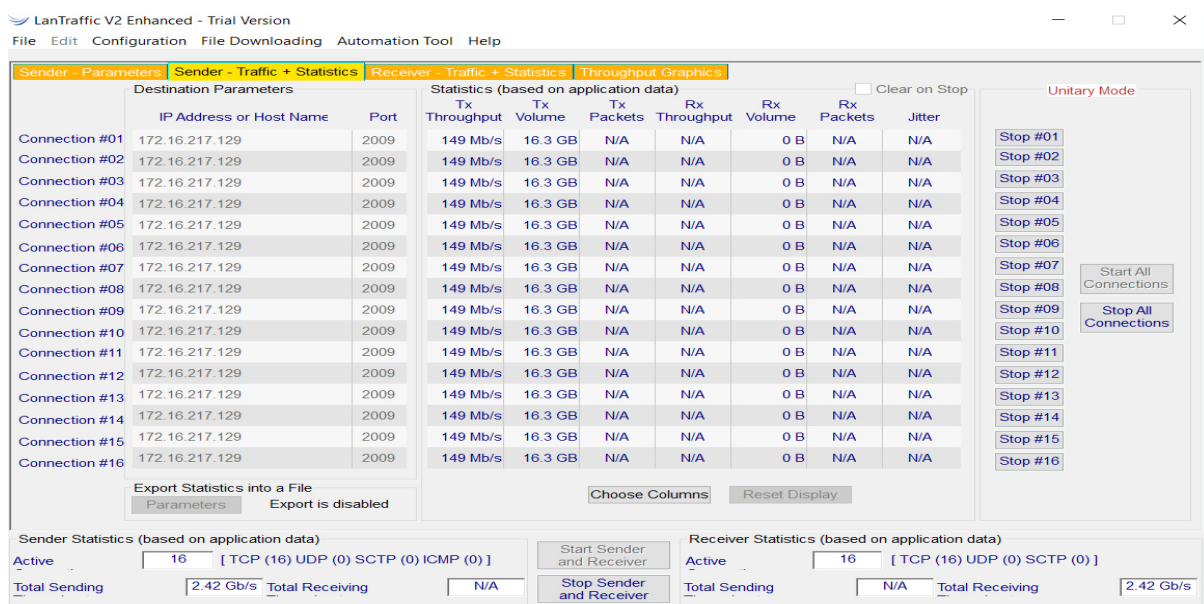 LanTraffic V2 Enhanced - Trial Version
File Edit Configuration File Downloading Automation Tool Help
Sender - Parameters Sender - Traffic + Statistics Receiver - Traffic + Statistics Throughput Graphics
Destination Parameters Statistics (based on application data) Clear on Stop Unitary Mode
Tx Tx Tx Rx Rx Rx
IP Address or Host Name Port Throughput Volume Packets Throughput Volume Packets Jitter
Connection #01 172.16.217.129 2009 149 Mb/s 16.3 GB N/A N/A 0 B N/A N/A Stop #01
Connection #02 172.16.217.129 2009 149 Mb/s 16.3 GB N/A N/A 0 B N/A N/A Stop #02
Connection #03 172.16.217.129 2009 149 Mb/s 16.3 GB N/A N/A 0 B N/A N/A Stop #03
Connection #04 172.16.217.129 2009 149 Mb/s 16.3 GB N/A N/A 0 B N/A N/A Stop #04
Connection #05 172.16.217.129 2009 149 Mb/s 16.3 GB N/A N/A 0 B N/A N/A Stop #05
Connection #06 172.16.217.129 2009 149 Mb/s 16.3 GB N/A N/A 0 B N/A N/A Stop #06
Connection #07 172.16.217.129 2009 149 Mb/s 16.3 GB N/A N/A 0 B N/A N/A Stop #07 Start All
Connection #08 172.16.217.129 2009 149 Mb/s 16.3 GB N/A N/A 0 B N/A N/A Stop #08 Connections
Connection #09 172.16.217.129 2009 149 Mb/s 16.3 GB N/A N/A 0 B N/A N/A Stop #09 Stop All
Connection #10 172.16.217.129 2009 149 Mb/s 16.3 GB N/A N/A 0 B N/A N/A Stop #10 Connections
Connection #11 172.16.217.129 2009 149 Mb/s 16.3 GB N/A N/A 0 B N/A N/A Stop #11
Connection #12 172.16.217.129 2009 149 Mb/s 16.3 GB N/A N/A 0 B N/A N/A Stop #12
Connection #13 172.16.217.129 2009 149 Mb/s 16.3 GB N/A N/A 0 B N/A N/A Stop #13
Connection #14 172.16.217.129 2009 149 Mb/s 16.3 GB N/A N/A 0 B N/A N/A Stop #14
Connection #15 172.16.217.129 2009 149 Mb/s 16.3 GB N/A N/A 0 B N/A N/A Stop #15
Connection #16 172.16.217.129 2009 149 Mb/s 16.3 GB N/A N/A 0 B N/A N/A Stop #16
Export Statistics into a File
Parameters Export is disabled Choose Columns Reset Display
Sender Statistics (based on application data) Receiver Statistics (based on application data)
Active 16 [ TCP (16) UDP (0) SCTP (0) ICMP (0) ] Start Sender and Receiver Active 16 [ TCP (16) UDP (0) SCTP (0) ]
Total Sending 2.42 Gb/s Total Receiving N/A Stop Sender and Receiver Total Sending N/A Total Receiving 2.42 Gb/s